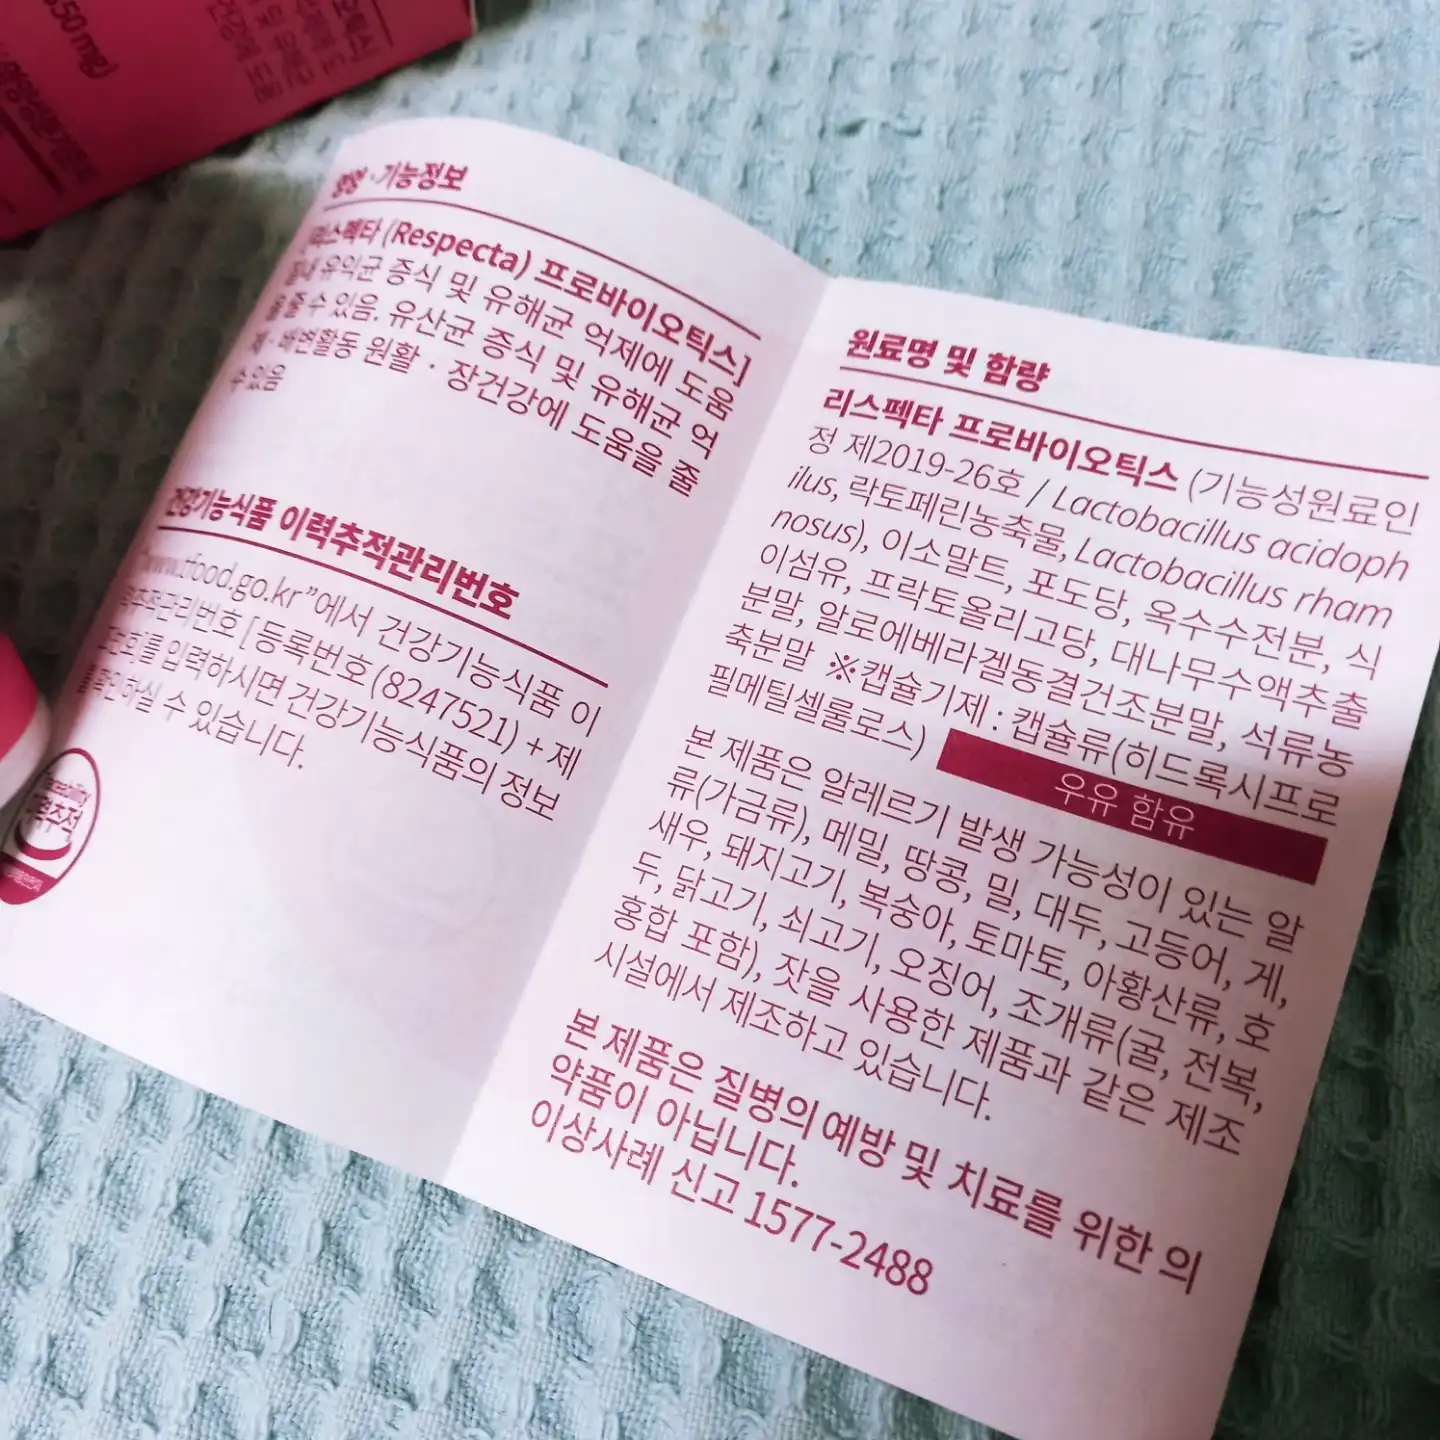 영양·기능정보
[리스펙타 (Respecta) 프로바이오틱스]
장내 유익균 증식 및 유해균 억제에 도움
을 줄 수 있음, 유산균 증식 및 유해균 억
제·배변활동 원활·장건강에 도움을 줄
수 있음
건강기능식품 이력추적관리번호
"www.tfood.go.kr"에서 건강기능식품 이
력추적관리번호 [등록번호(8247521) + 제
조번호]를 입력하시면 건강기능식품의 정보
를 확인하실 수 있습니다.
이력추적
원료명 및 함량
리스펙타 프로바이오틱스 (기능성원료인
정 제2019-26호 / Lactobacillus acidoph
ilus, 락토페린농축물, Lactobacillus rham
nosus), 이소말트, 포도당, 옥수수전분, 식
이섬유, 프락토올리고당, 대나무수액추출
분말, 알로에베라겔동결건조분말, 석류농
축분말 ※캡슐기제 : 캡슐류(히드록시프로
필메틸셀룰로스)
우유 함유
본 제품은 알레르기 발생 가능성이 있는 알
류(가금류), 메밀, 땅콩, 밀, 대두, 고등어, 게,
새우, 돼지고기, 복숭아, 토마토, 아황산류, 호
두, 닭고기, 쇠고기, 오징어, 조개류(굴, 전복,
홍합 포함), 잣을 사용한 제품과 같은 제조
시설에서 제조하고 있습니다.
본 제품은 질병의 예방 및 치료를 위한 의
약품이 아닙니다.
이상사례 신고 1577-2488